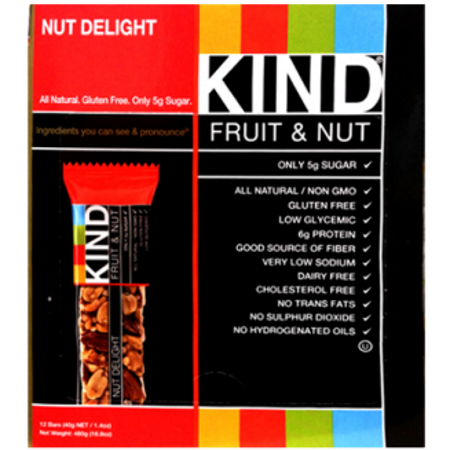 NUT DELIGHT
All Natural. Gluten Free. Only 5g Sugar.
Ingredients you can see & pronounce®
KIND®
FRUIT & NUT
ONLY 5g SUGAR ✓
ALL NATURAL / NON GMO ✓
GLUTEN FREE ✓
LOW GLYCEMIC ✓
6g PROTEIN ✓
GOOD SOURCE OF FIBER ✓
VERY LOW SODIUM ✓
DAIRY FREE ✓
CHOLESTEROL FREE ✓
NO TRANS FATS ✓
NO SULPHUR DIOXIDE ✓
NO HYDROGENATED OILS ✓
KIND
FRUIT & NUT
NUT DELIGHT
12 Bars (40g NET / 1.4oz)
Net Weight: 480g (16.8oz)